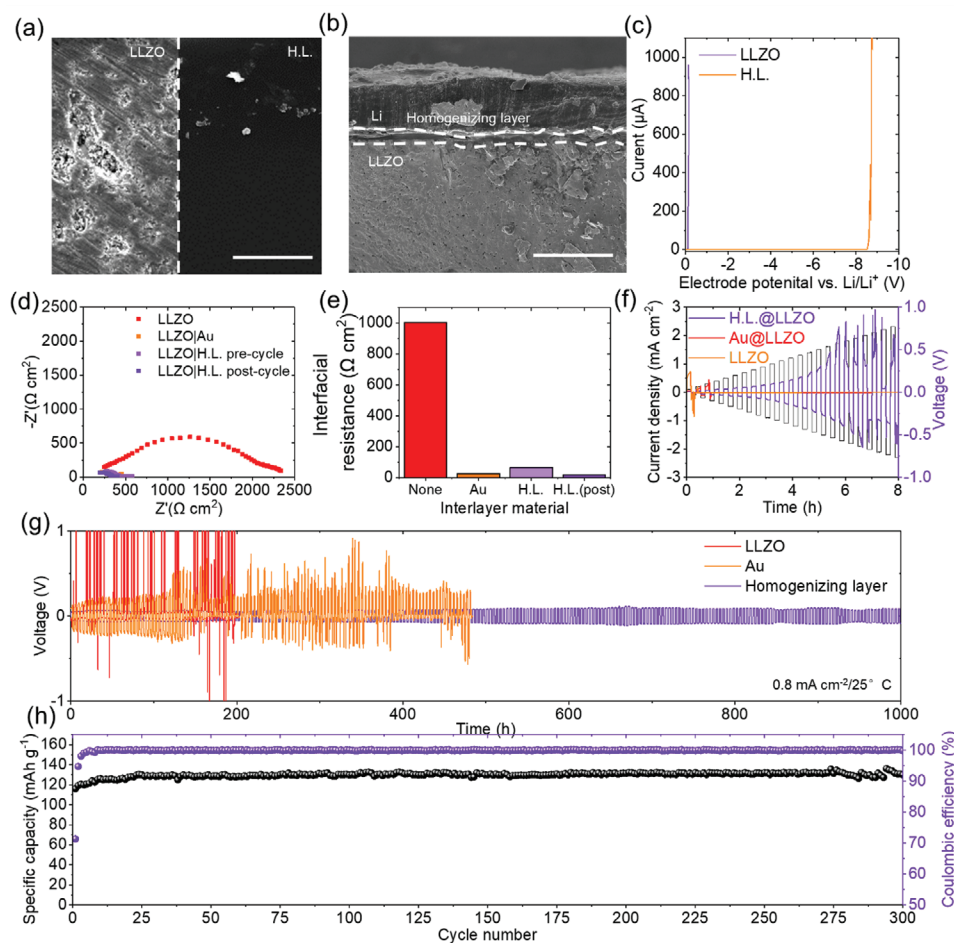 (a)
LLZO
H.L.
(b)
Li
Homogenizing layer
LLZO
(c)
LLZO
H.L.
1000
800
600
400
200
0
Curent (μA)
0 -2 -4 -6 -8 -10
Electrode potenital vs. Li/Li⁺ (V)
(d)
2500
2000
1500
1000
500
0
-Z'(Ω cm²)
LLZO
LLZO|Au
LLZO|H.L. pre-cycle
LLZO|H.L. post-cycle
0 500 1000 1500 2000 2500
Z'(Ω cm²)
(e)
1000
800
600
400
200
0
Interfacial
resistance (Ω cm²)
None Au H.L. H.L.(post)
Interlayer material
(f)
3
2
1
0
-1
-2
-3
Current density (mA cm⁻²)
H.L.@LLZO
Au@LLZO
LLZO
1.0
0.5
0.0
-0.5
-1.0
Voltage (V)
0 2 4 6 8
Time (h)
(g)
1
0
-1
Voltage (V)
LLZO
Au
Homogenizing layer
0.8 mA cm⁻²/25° C
0 200 400 600 800 1000
Time (h)
(h)
160
140
120
100
80
60
40
20
0
Specific capacity (mAh g⁻¹)
100
90
80
70
60
50
Coulombic efficiency (%)
0 25 50 75 100 125 150 175 200 225 250 275 300
Cycle number